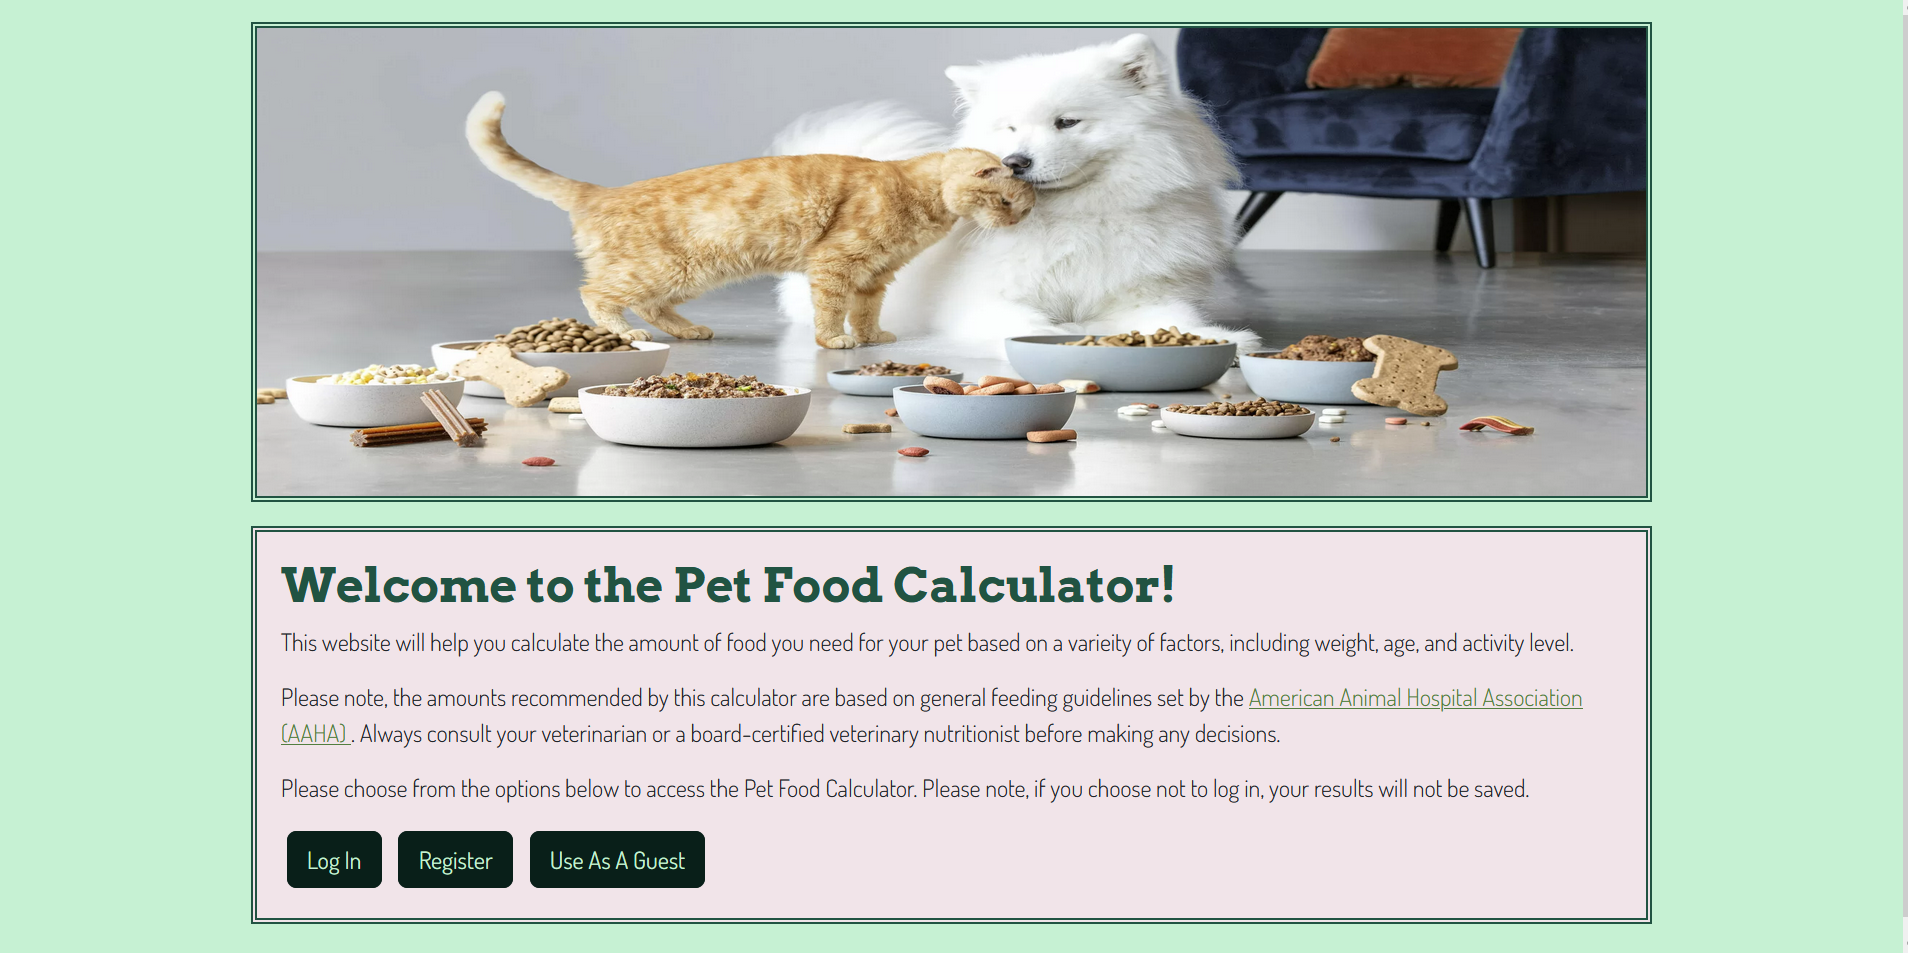 Welcome to the Pet Food Calculator!
This website will help you calculate the amount of food you need for your pet based on a varieity of factors, including weight, age, and activity level.
Please note, the amounts recommended by this calculator are based on general feeding guidelines set by the American Animal Hospital Association
(AAHA) . Always consult your veterinarian or a board-certified veterinary nutritionist before making any decisions.
Please choose from the options below to access the Pet Food Calculator. Please note, if you choose not to log in, your results will not be saved.
Log In
Register
Use As A Guest